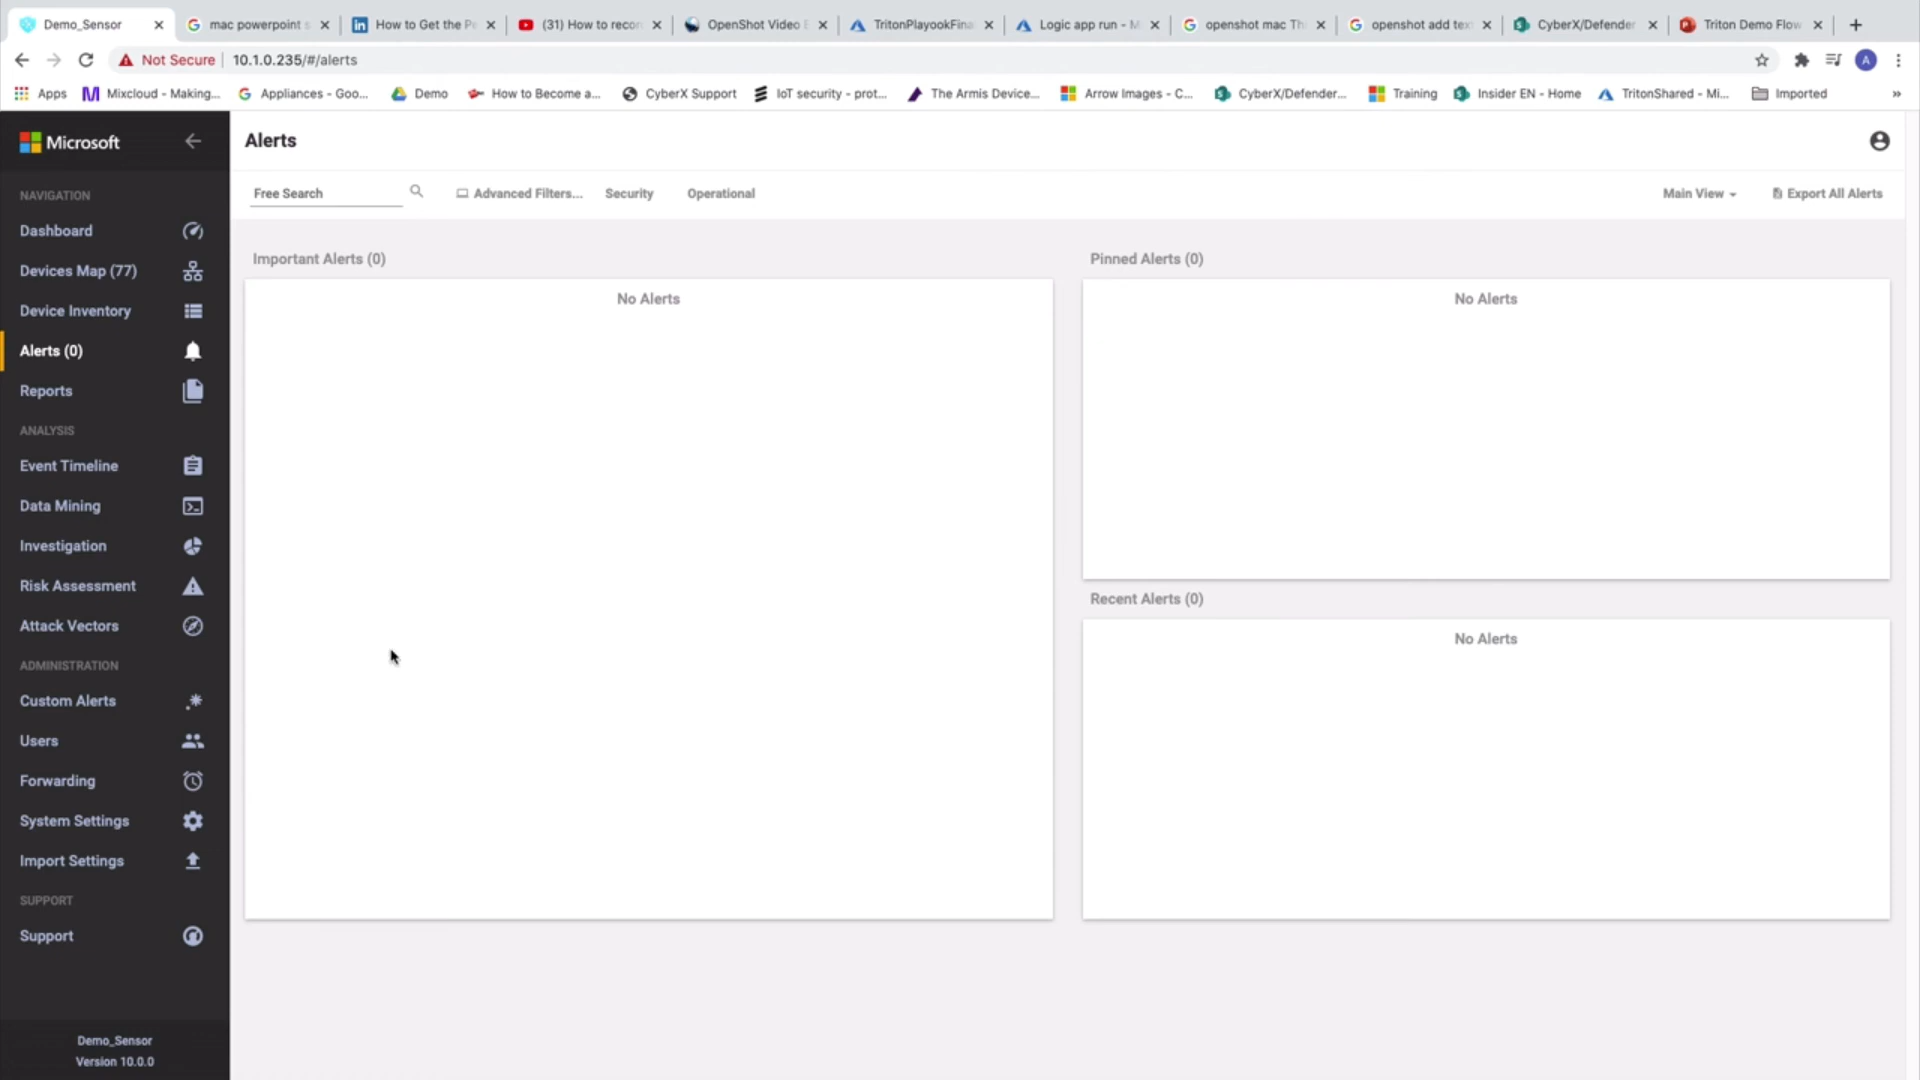 Demo_Sensor
mac powerpoint s
How to Get the Pe
(31) How to recor
OpenShot Video E
TritonPlayookFina
Logic app run - M
openshot mac Th
openshot add tex
CyberX/Defender
Triton Demo Flow
Not Secure
10.1.0.235/#/alerts
A
Apps
Mixcloud - Making...
Appliances - Goo...
Demo
How to Become a...
CyberX Support
IoT security - prot...
The Armis Device...
Arrow Images - C...
CyberX/Defender...
Training
Insider EN - Home
TritonShared - Mi...
Imported
»
Microsoft
NAVIGATION
Dashboard
Devices Map (77)
Device Inventory
Alerts (0)
Reports
ANALYSIS
Event Timeline
Data Mining
Investigation
Risk Assessment
Attack Vectors
ADMINISTRATION
Custom Alerts
Users
Forwarding
System Settings
Import Settings
SUPPORT
Support
Demo_Sensor
Version 10.0.0
Alerts
Free Search
Advanced Filters...
Security
Operational
Main View
Export All Alerts
Important Alerts (0)
No Alerts
Pinned Alerts (0)
No Alerts
Recent Alerts (0)
No Alerts